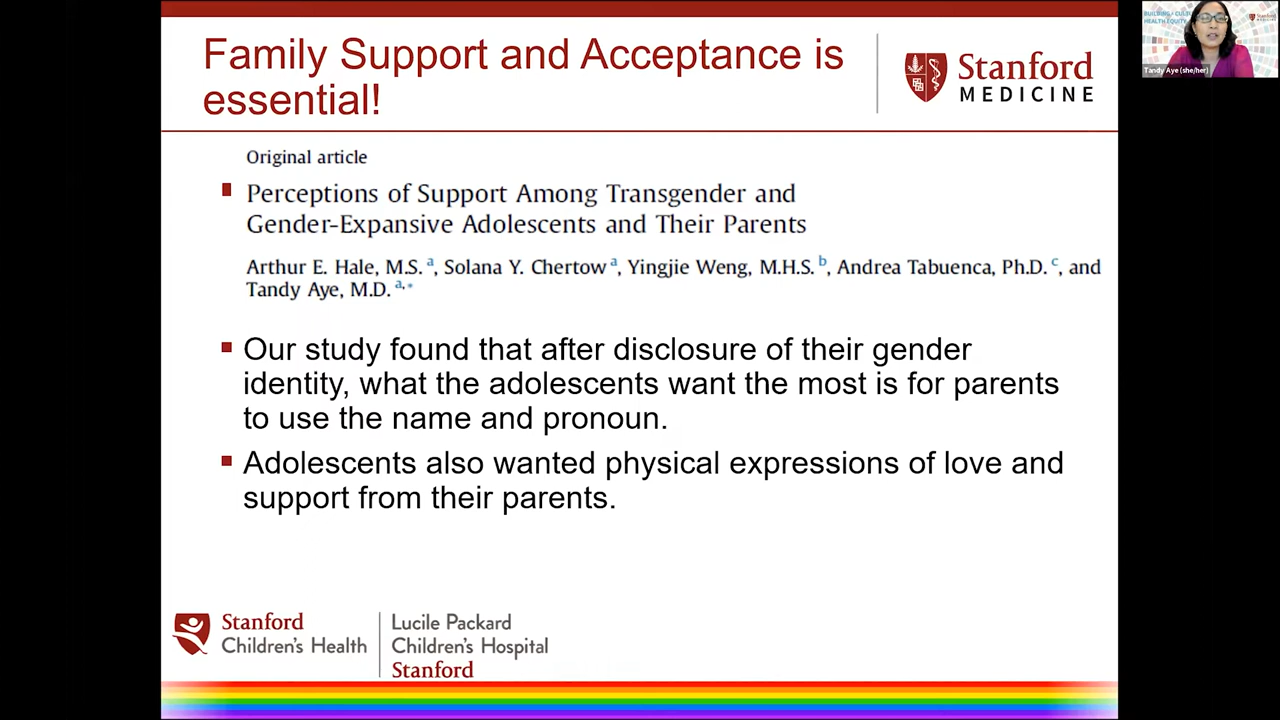 Family Support and Acceptance is
essential!
Stanford
MEDICINE
Original article
Perceptions of Support Among Transgender and
Gender-Expansive Adolescents and Their Parents
Arthur E. Hale, M.S. a, Solana Y. Chertow a, Yingjie Weng, M.H.S. b, Andrea Tabuenca, Ph.D. c, and
Tandy Aye, M.D. a,*
Our study found that after disclosure of their gender
identity, what the adolescents want the most is for parents
to use the name and pronoun.
Adolescents also wanted physical expressions of love and
support from their parents.
Stanford
Children's Health
Lucile Packard
Children's Hospital
Stanford
HEALTH EQUITY
Stanford
MEDICINE
Tandy Aye (she/her)